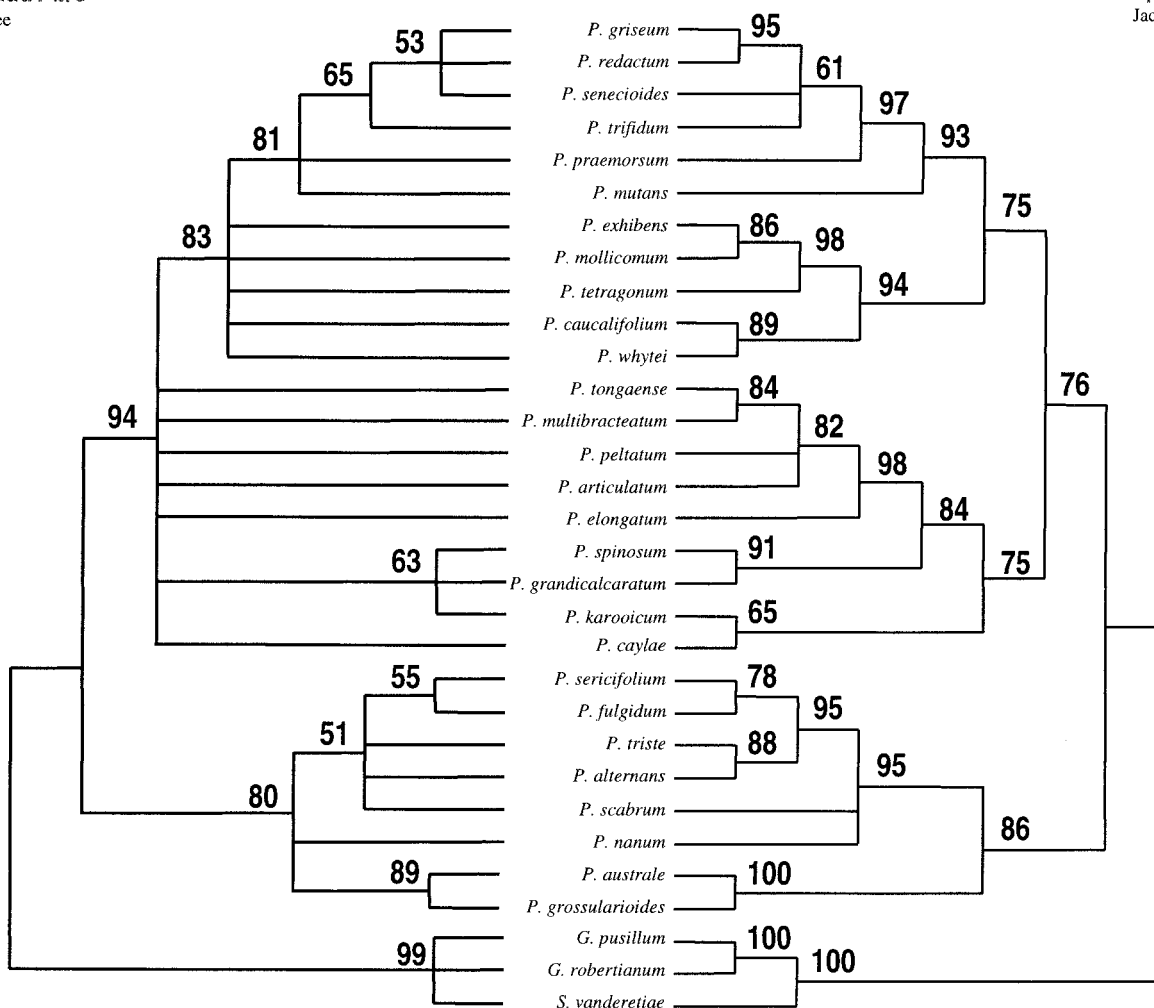 Jac
53 P. griseum 95
P. redactum
65 P. senecioides 61
P. trifidum 97
81 P. praemorsum 93
P. mutans
75
P. exhibens 86
83 P. mollicomum 98
P. tetragonum 94
P. caucalifolium 89
P. whytei
P. tongaense 84 76
94 P. multibracteatum 82
P. peltatum 98
P. articulatum
P. elongatum 84
63 P. spinosum 91
P. grandicalcaratum 75
P. karooicum 65
P. caylae
55 P. sericifolium 78
P. fulgidum 95
51 P. triste 88
P. alternans 95
80 P. scabrum
P. nanum 86
89 P. australe 100
P. grossularioides
G. pusillum 100
99 G. robertianum 100
S. vanderetiae